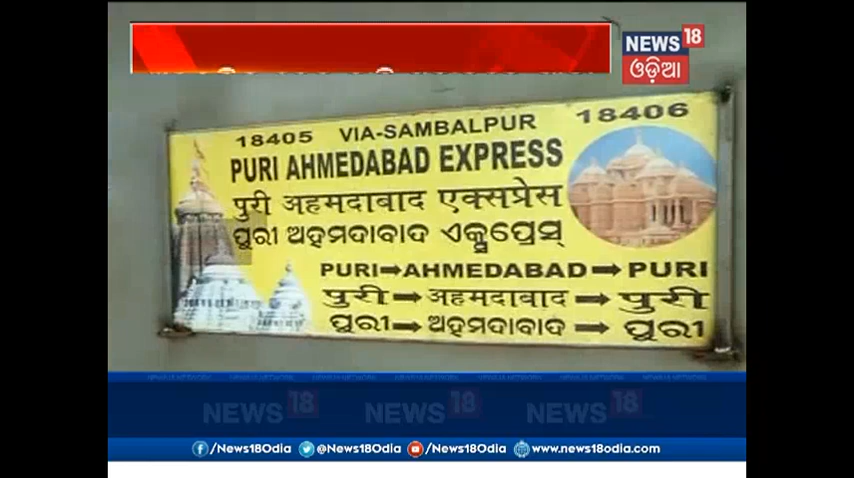 NEWS 18
ଓଡ଼ିଆ
18405 VIA-SAMBALPUR 18406
PURI AHMEDABAD EXPRESS
पुरी अहमदाबाद एक्सप्रेस
ପୁରୀ ଅହମଦାବାଦ ଏକ୍ସପ୍ରେସ୍
PURI➡AHMEDABAD➡PURI
पुरी➡अहमदाबाद➡पुरी
ପୁରୀ➡ଅହମଦାବାଦ➡ପୁରୀ
NEWS 18 NEWS 18 NEWS 18
/News18Odia @News18Odia /News18Odia www.news18odia.com